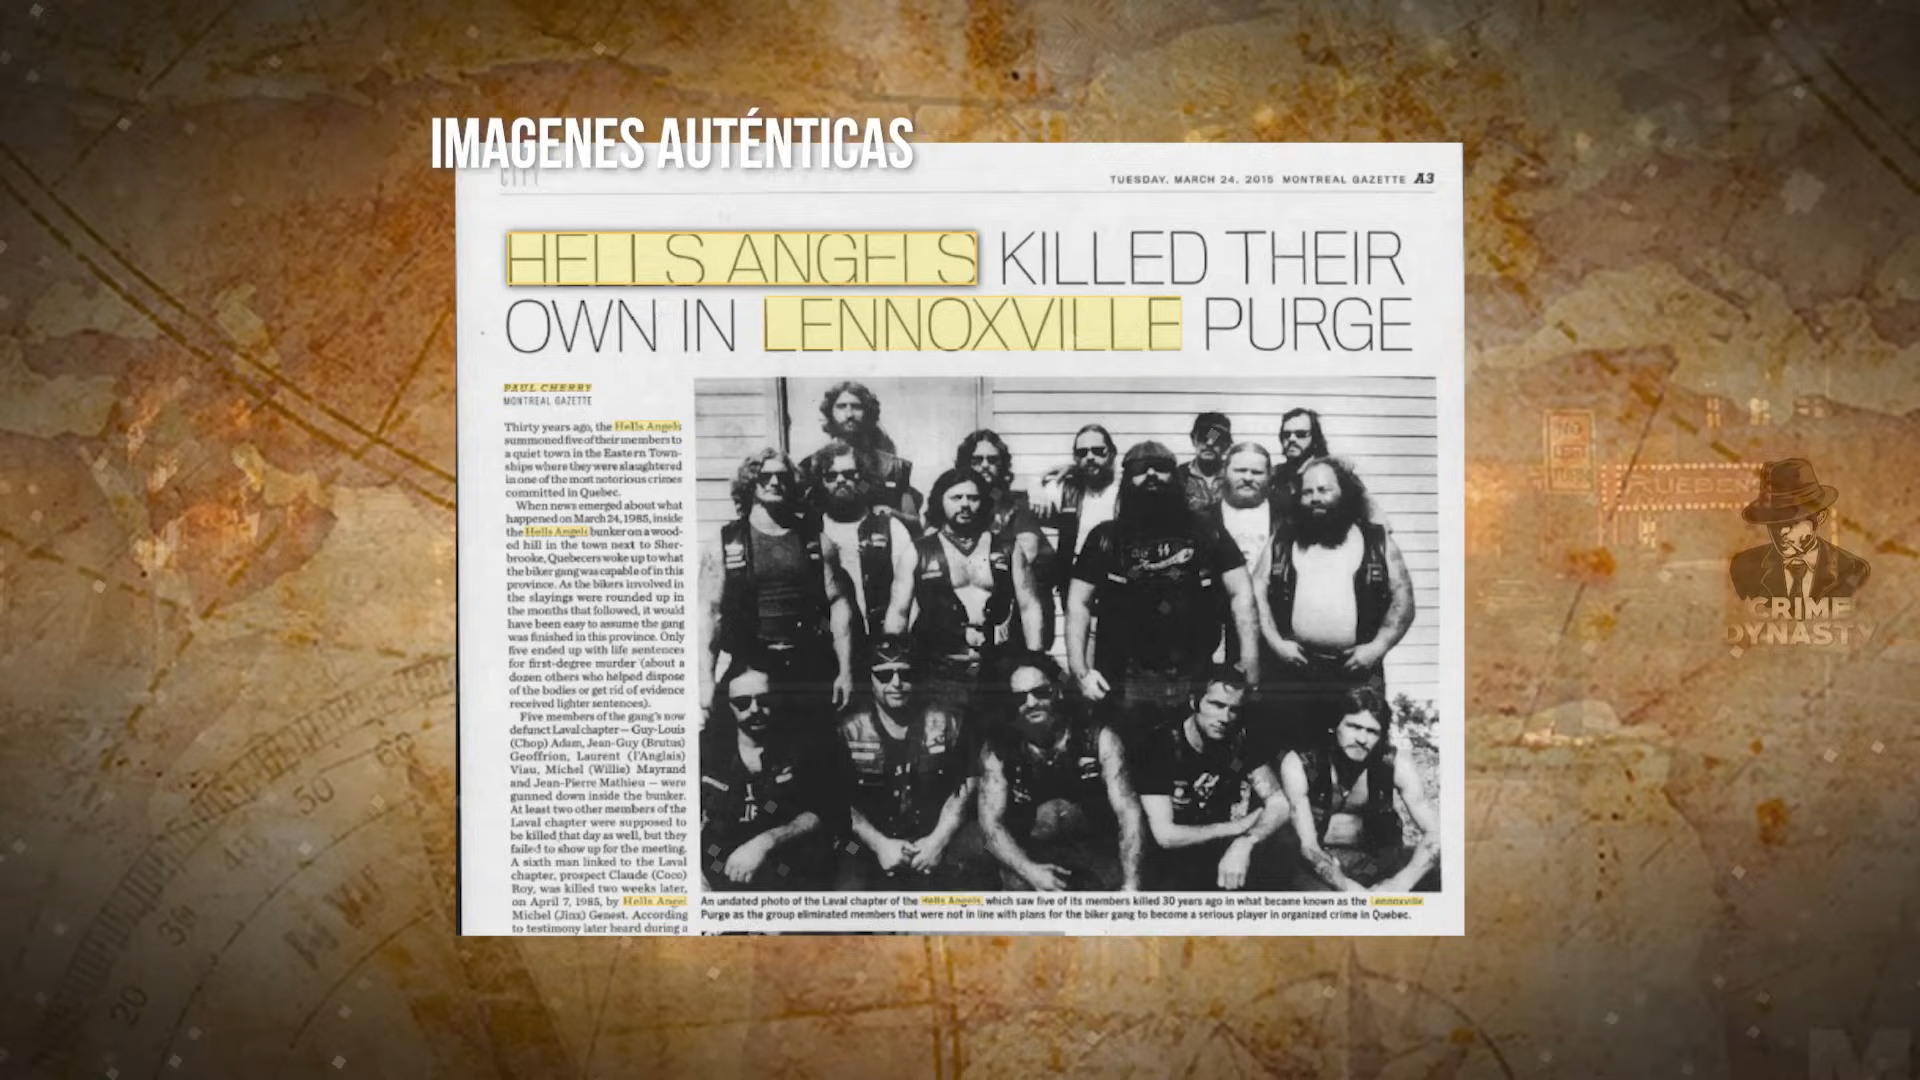 IMAGENES AUTÉNTICAS
CITY
TUESDAY, MARCH 24, 2015 MONTREAL GAZETTE A3
HELLS ANGELS KILLED THEIR
OWN IN LENNOXVILLE PURGE
PAUL CHERRY
MONTREAL GAZETTE
Thirty years ago, the Hells Angels
summoned five of their members to
a quiet town in the Eastern Town-
ships where they were slaughtered
in one of the most notorious crimes
committed in Quebec.
When news emerged about what
happened on March 24, 1985, inside
the Hells Angels bunker on a wood-
ed hill in the town next to Sher-
brooke, Quebecers woke up to what
the biker gang was capable of in this
province. As the bikers involved in
the slayings were rounded up in
the months that followed, it would
have been easy to assume the gang
was finished in this province. Only
five ended up with life sentences
for first-degree murder (about a
dozen others who helped dispose
of the bodies or get rid of evidence
received lighter sentences).
Five members of the gang's now
defunct Laval chapter — Guy-Louis
(Chop) Adam, Jean-Guy (Brutus)
Geoffrion, Laurent (l'Anglais)
Viau, Michel (Willie) Mayrand
and Jean-Pierre Mathieu — were
gunned down inside the bunker.
At least two other members of the
Laval chapter were supposed to
be killed that day as well, but they
failed to show up for the meeting.
A sixth man linked to the Laval
chapter, prospect Claude (Coco)
Roy, was killed two weeks later,
on April 7, 1985, by Hells Angel
Michel (Jinx) Genest. According
to testimony later heard during a
An undated photo of the Laval chapter of the Hells Angels, which saw five of its members killed 30 years ago in what became known as the Lennoxville
Purge as the group eliminated members that were not in line with plans for the biker gang to become a serious player in organized crime in Quebec.
CRIME
DYNASTY
50
40
30
20